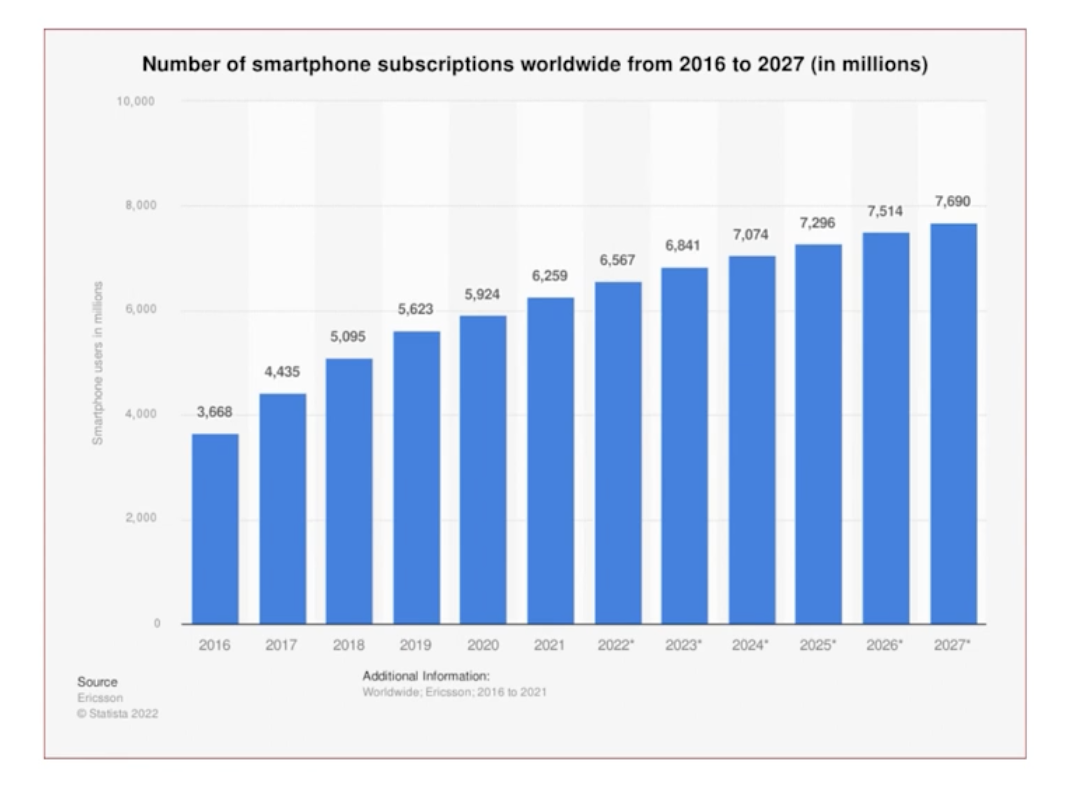 Number of smartphone subscriptions worldwide from 2016 to 2027 (in millions)
10,000
8,000
6,000
4,000
2,000
0
Smartphone users in millions
3,668
4,435
5,095
5,623
5,924
6,259
6,567
6,841
7,074
7,296
7,514
7,690
2016 2017 2018 2019 2020 2021 2022* 2023* 2024* 2025* 2026* 2027*
Source
Ericsson
© Statista 2022
Additional Information:
Worldwide; Ericsson; 2016 to 2021